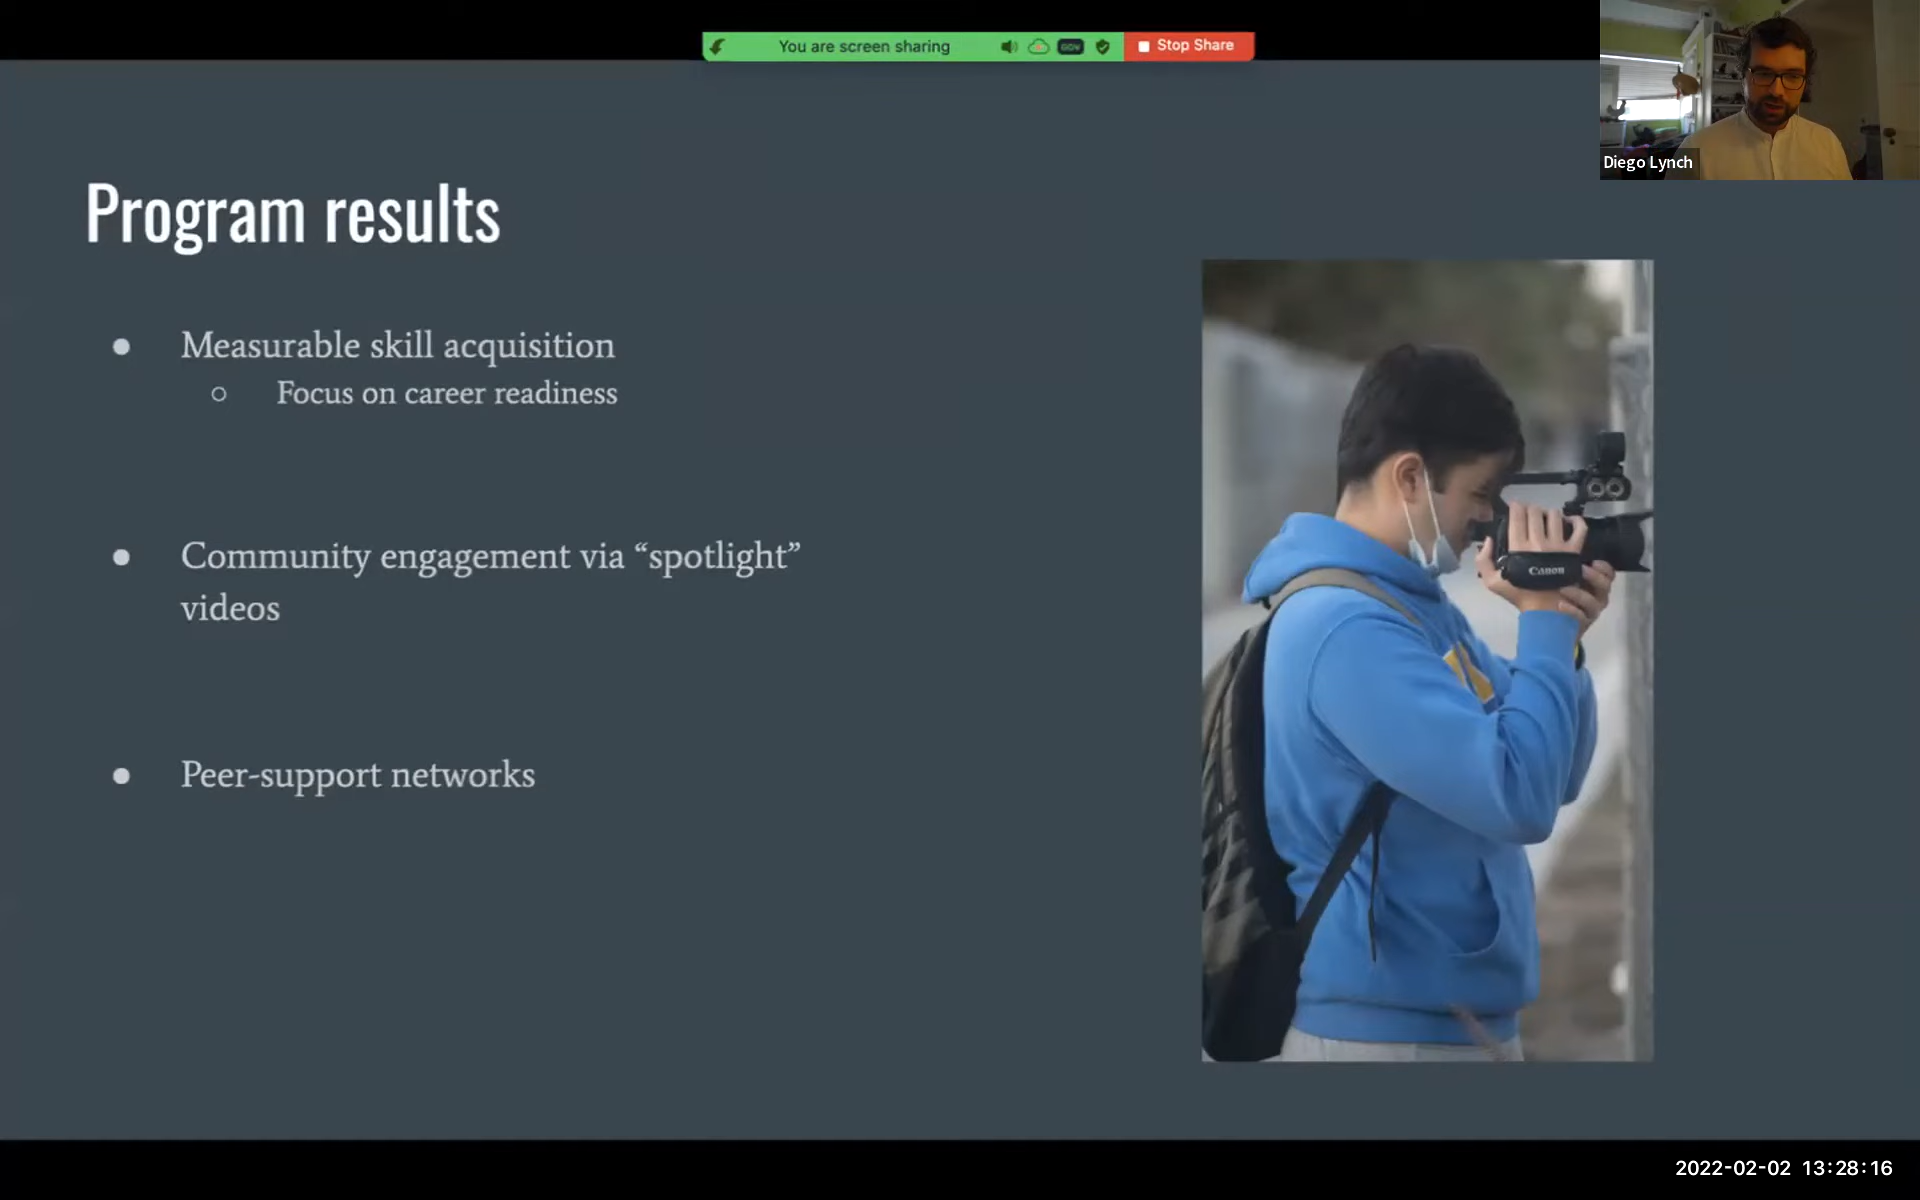 You are screen sharing
GOV
Stop Share
Diego Lynch
Program results
Measurable skill acquisition
Focus on career readiness
Community engagement via “spotlight”
videos
Peer-support networks
Canon
2022-02-02 13:28:16